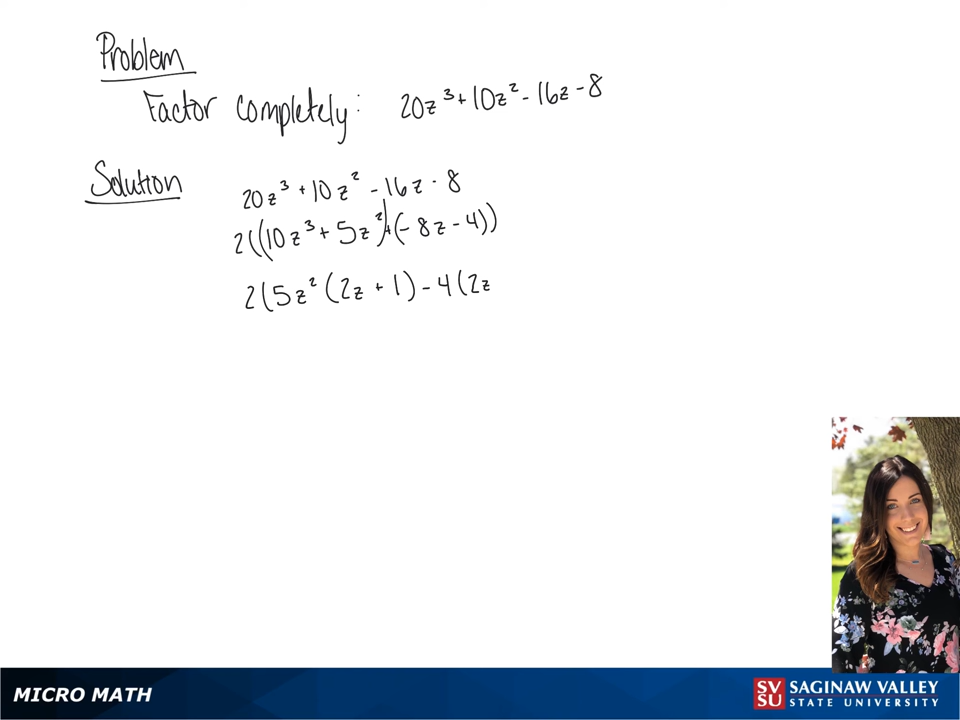 Problem
Factor completely: 20z³+10z²-16z-8
Solution
20z³+10z²-16z-8
2((10z³+5z²)+(-8z-4))
2(5z²(2z+1)-4(2z
MICRO MATH
SVSU SAGINAW VALLEY
STATE UNIVERSITY